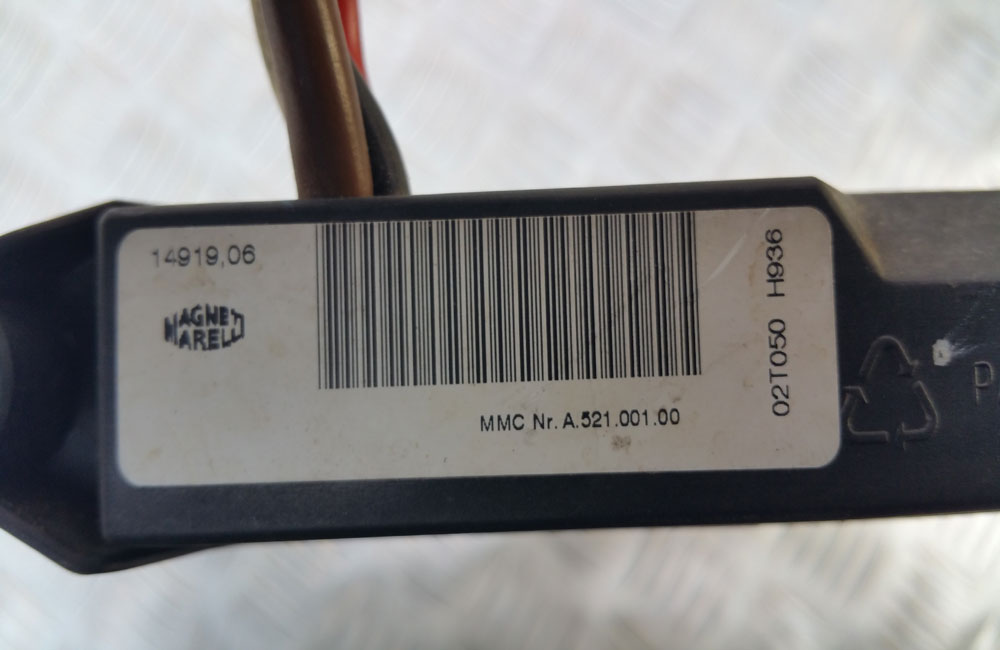 14919,06
MAGNETI
MARELLI
MMC Nr. A.521.001.00
02T050 H936
P